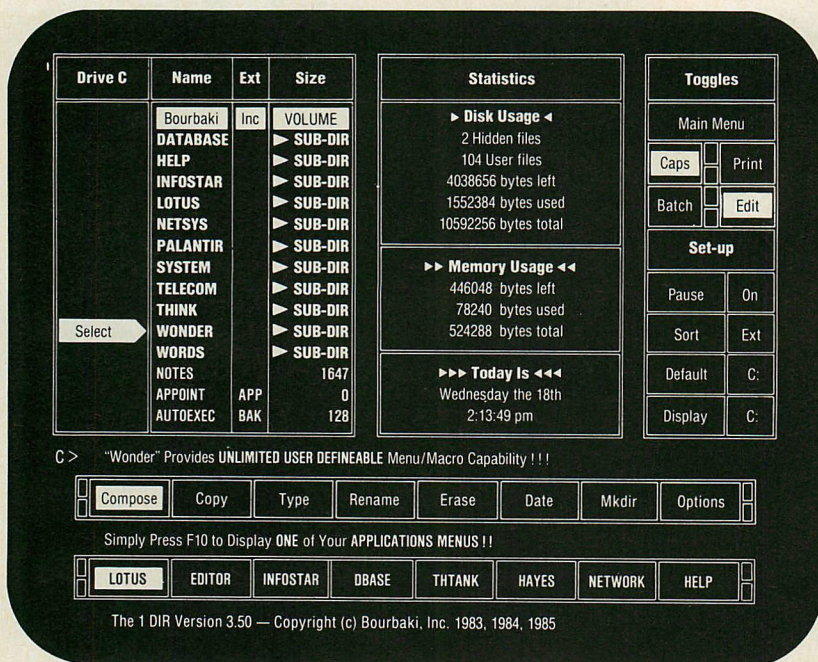 Drive C Name Ext Size
Bourbaki Inc VOLUME
DATABASE ► SUB-DIR
HELP ► SUB-DIR
INFOSTAR ► SUB-DIR
LOTUS ► SUB-DIR
NETSYS ► SUB-DIR
PALANTIR ► SUB-DIR
SYSTEM ► SUB-DIR
TELECOM ► SUB-DIR
THINK ► SUB-DIR
Select WONDER ► SUB-DIR
WORDS ► SUB-DIR
NOTES 1647
APPOINT APP 0
AUTOEXEC BAK 128
Statistics
► Disk Usage ◄
2 Hidden files
104 User files
4038656 bytes left
1552384 bytes used
10592256 bytes total
►► Memory Usage ◄◄
446048 bytes left
78240 bytes used
524288 bytes total
►►► Today Is ◄◄◄
Wednesday the 18th
2:13:49 pm
Toggles
Main Menu
Caps Print
Batch Edit
Set-up
Pause On
Sort Ext
Default C:
Display C:
C > “Wonder” Provides UNLIMITED USER DEFINEABLE Menu/Macro Capability ! ! !
Compose Copy Type Rename Erase Date Mkdir Options
Simply Press F10 to Display ONE of Your APPLICATIONS MENUS ! !
LOTUS EDITOR INFOSTAR DBASE THTANK HAYES NETWORK HELP
The 1 DIR Version 3.50 — Copyright (c) Bourbaki, Inc. 1983, 1984, 1985